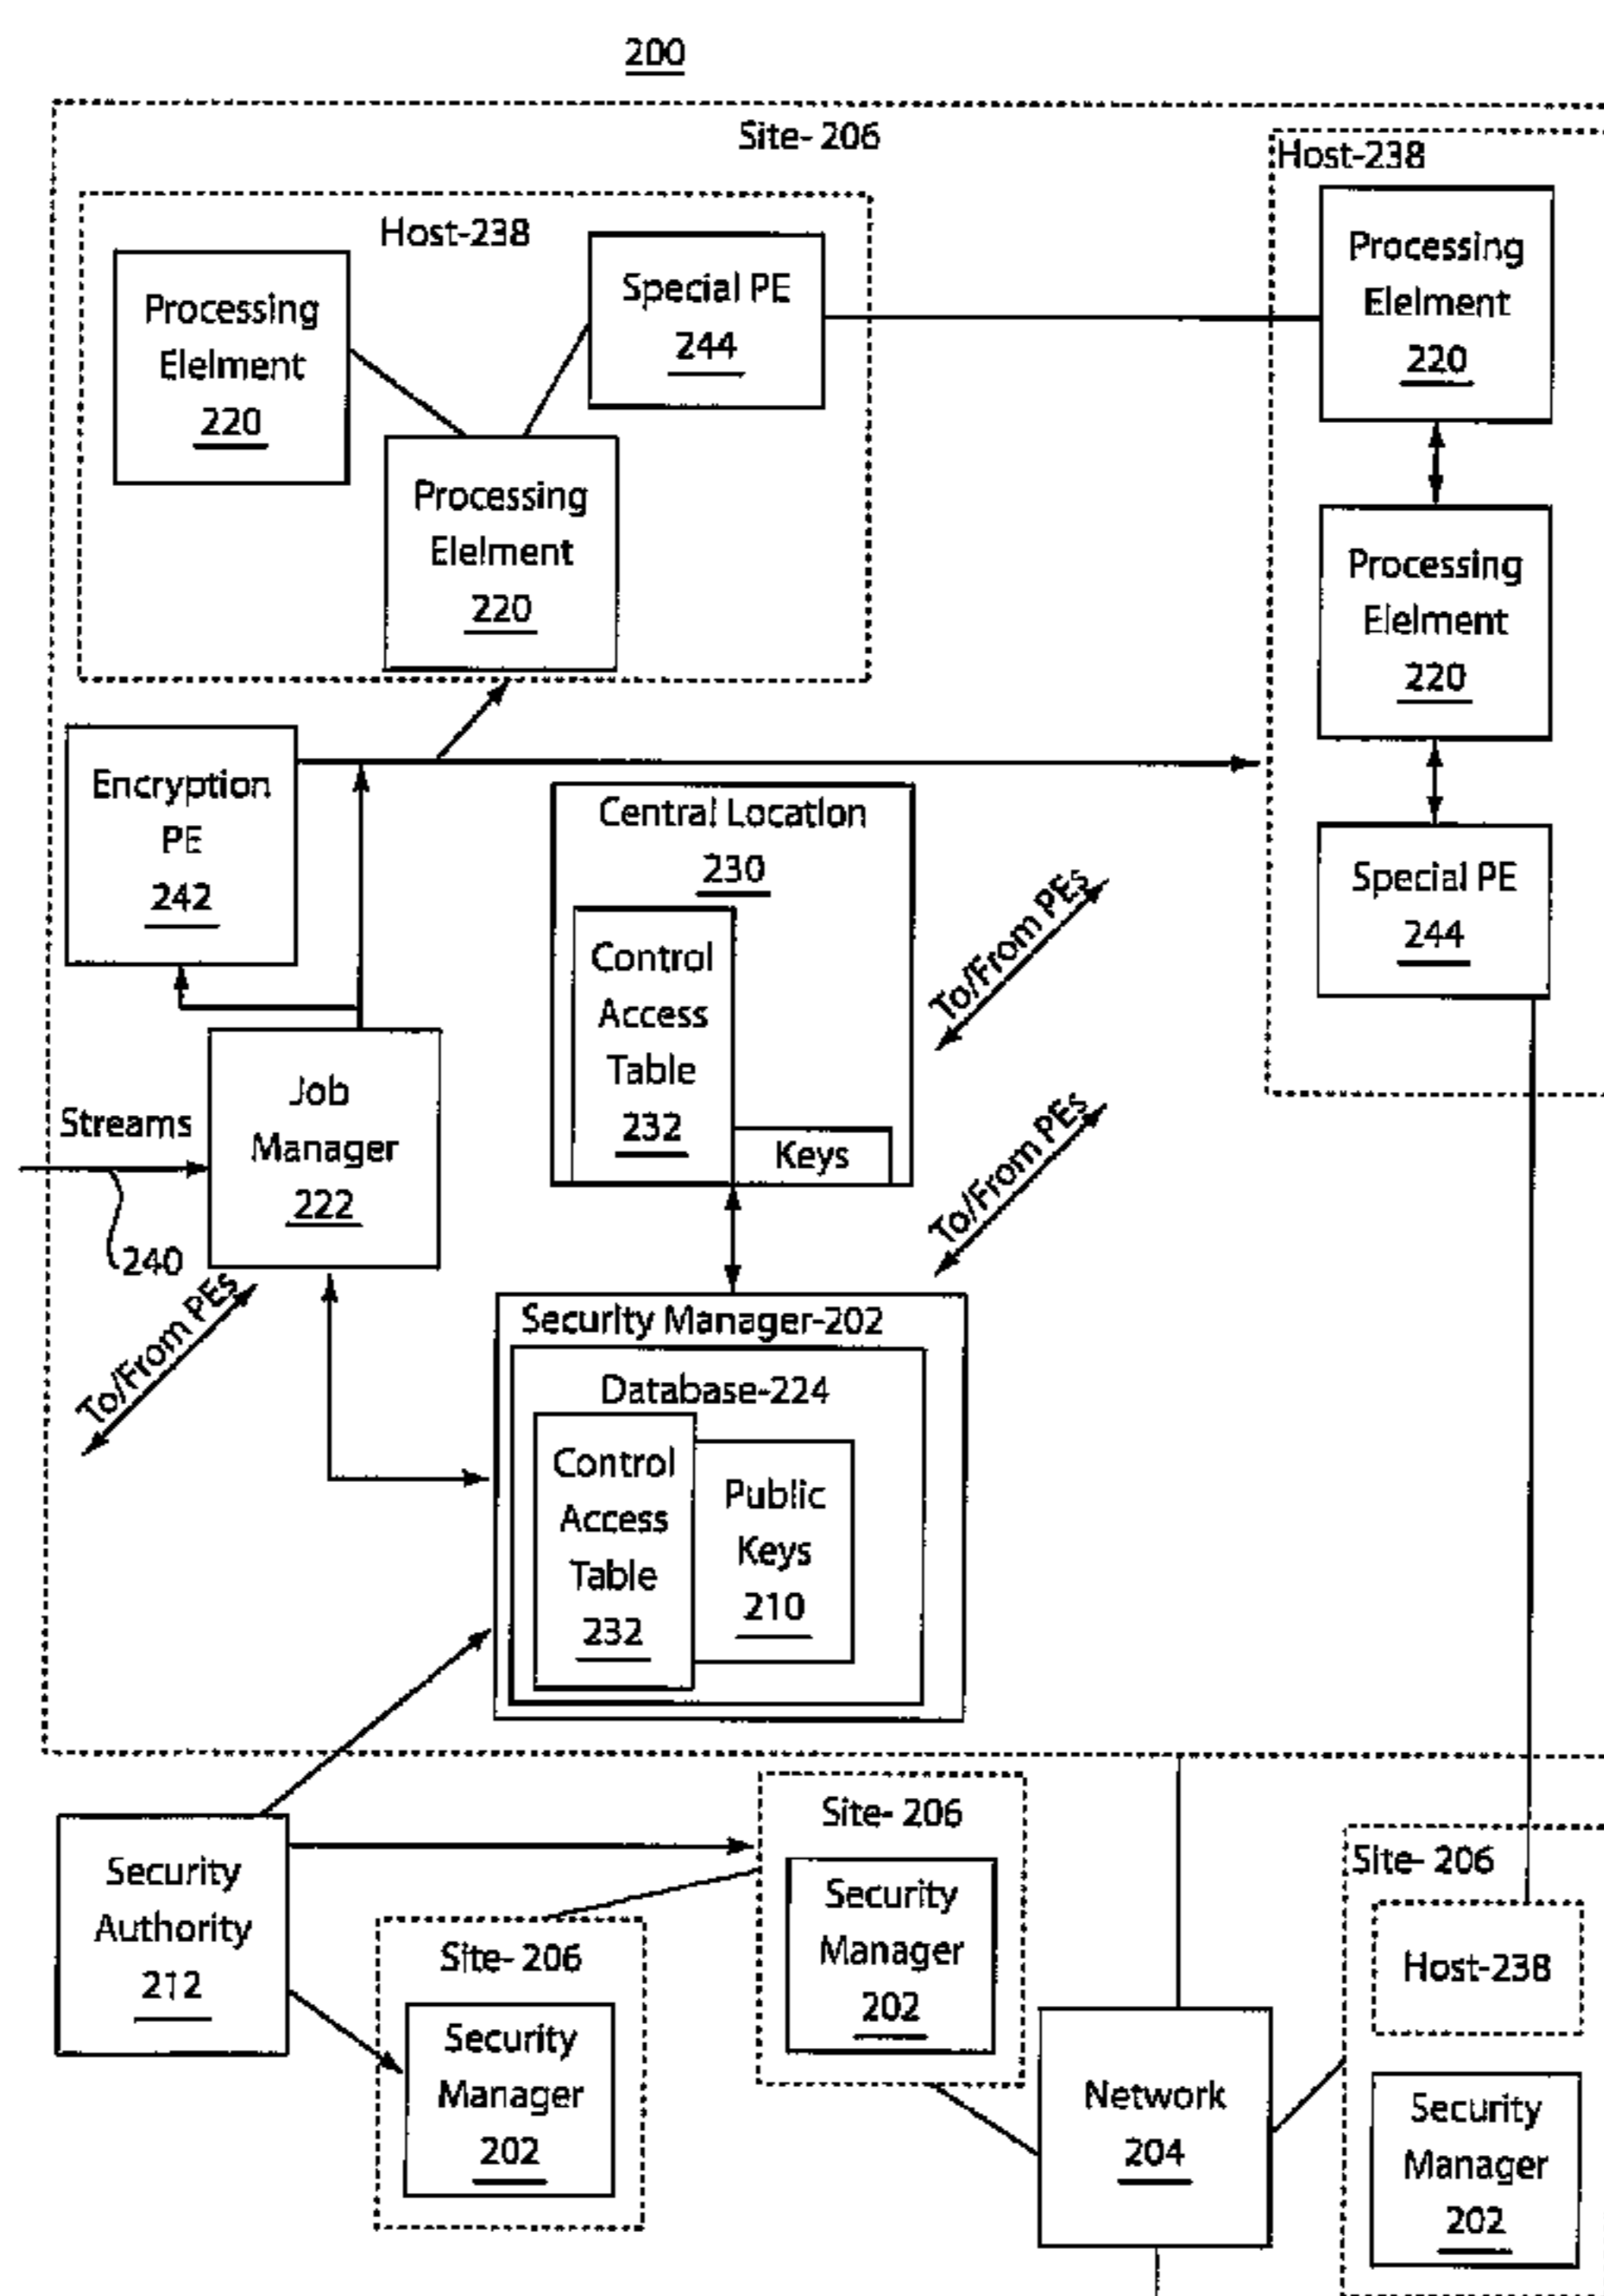 200
Site- 206
Host-238
Processing
Elelment
220
Special PE
244
Processing
Elelment
220
Host-238
Processing
Elelment
220
Processing
Elelment
220
Special PE
244
Encryption
PE
242
Central Location
230
Control
Access
Table
232
Keys
To/From PEs
To/From PEs
Streams
240
Job
Manager
222
To/From PEs
Security Manager-202
Database-224
Control
Access
Table
232
Public
Keys
210
Security
Authority
212
Site- 206
Security
Manager
202
Site- 206
Security
Manager
202
Network
204
Site- 206
Host-238
Security
Manager
202